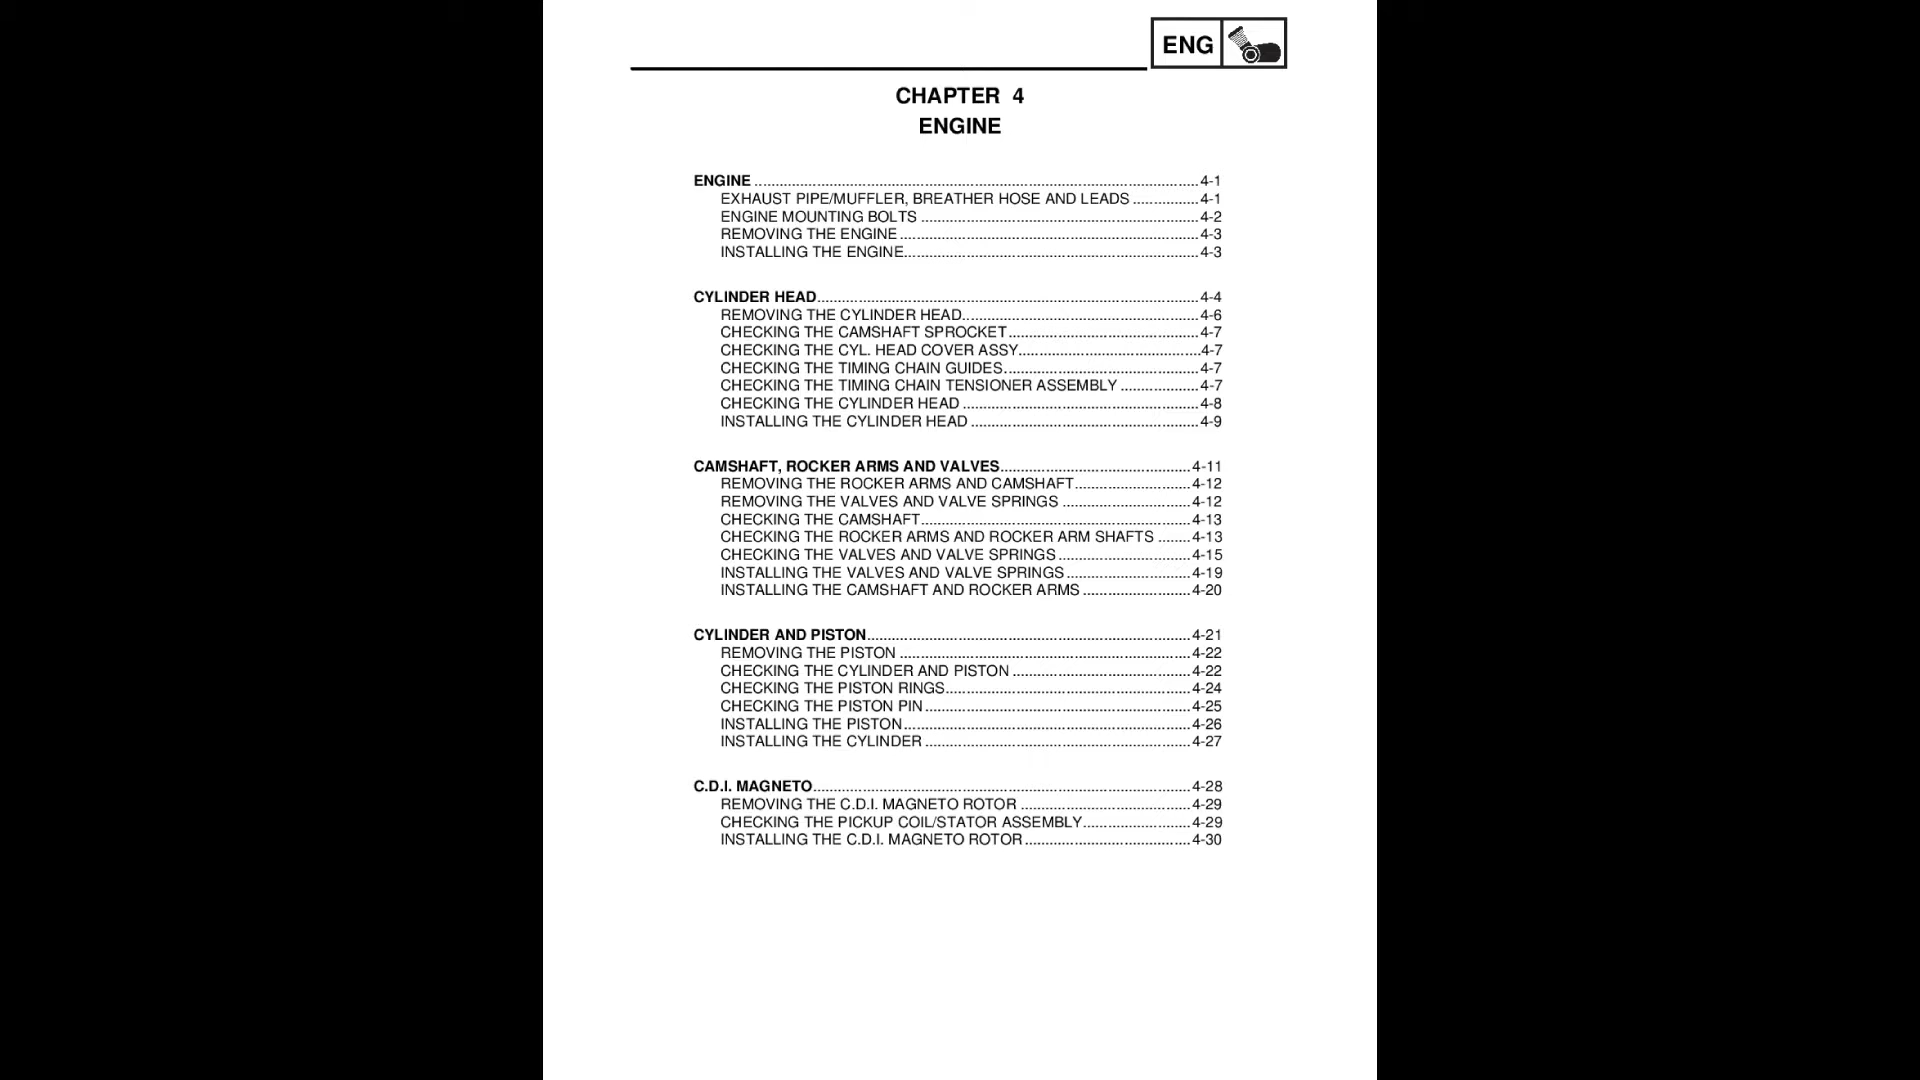 ENG
CHAPTER 4
ENGINE
ENGINE ........................................ 4-1
EXHAUST PIPE/MUFFLER, BREATHER HOSE AND LEADS ................ 4-1
ENGINE MOUNTING BOLTS ........................................ 4-2
REMOVING THE ENGINE ........................................ 4-3
INSTALLING THE ENGINE........................................ 4-3
CYLINDER HEAD........................................ 4-4
REMOVING THE CYLINDER HEAD........................................ 4-6
CHECKING THE CAMSHAFT SPROCKET ........................................ 4-7
CHECKING THE CYL. HEAD COVER ASSY........................................4-7
CHECKING THE TIMING CHAIN GUIDES........................................ 4-7
CHECKING THE TIMING CHAIN TENSIONER ASSEMBLY ................... 4-7
CHECKING THE CYLINDER HEAD ........................................ 4-8
INSTALLING THE CYLINDER HEAD ........................................ 4-9
CAMSHAFT, ROCKER ARMS AND VALVES........................................ 4-11
REMOVING THE ROCKER ARMS AND CAMSHAFT............................ 4-12
REMOVING THE VALVES AND VALVE SPRINGS ............................... 4-12
CHECKING THE CAMSHAFT........................................ 4-13
CHECKING THE ROCKER ARMS AND ROCKER ARM SHAFTS ........ 4-13
CHECKING THE VALVES AND VALVE SPRINGS ................................ 4-15
INSTALLING THE VALVES AND VALVE SPRINGS .............................. 4-19
INSTALLING THE CAMSHAFT AND ROCKER ARMS .......................... 4-20
CYLINDER AND PISTON........................................ 4-21
REMOVING THE PISTON ........................................ 4-22
CHECKING THE CYLINDER AND PISTON ........................................ 4-22
CHECKING THE PISTON RINGS........................................ 4-24
CHECKING THE PISTON PIN ........................................ 4-25
INSTALLING THE PISTON ........................................ 4-26
INSTALLING THE CYLINDER ........................................ 4-27
C.D.I. MAGNETO........................................ 4-28
REMOVING THE C.D.I. MAGNETO ROTOR ........................................ 4-29
CHECKING THE PICKUP COIL/STATOR ASSEMBLY.......................... 4-29
INSTALLING THE C.D.I. MAGNETO ROTOR ........................................ 4-30